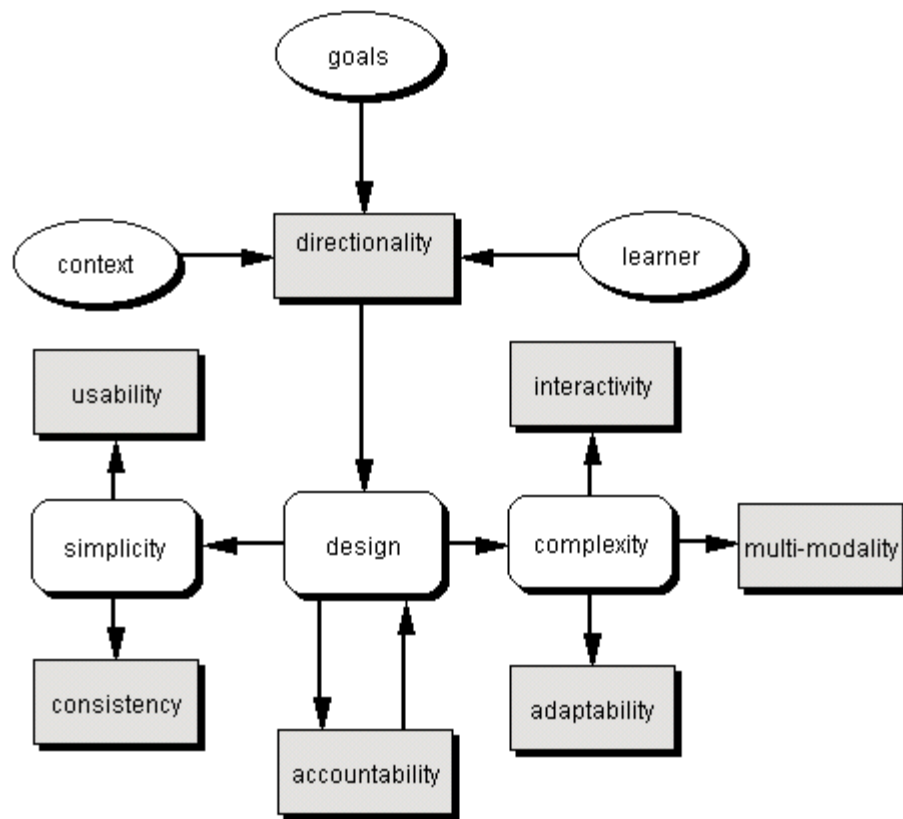 goals
directionality
context
learner
usability
interactivity
simplicity
design
complexity
multi-modality
consistency
adaptability
accountability